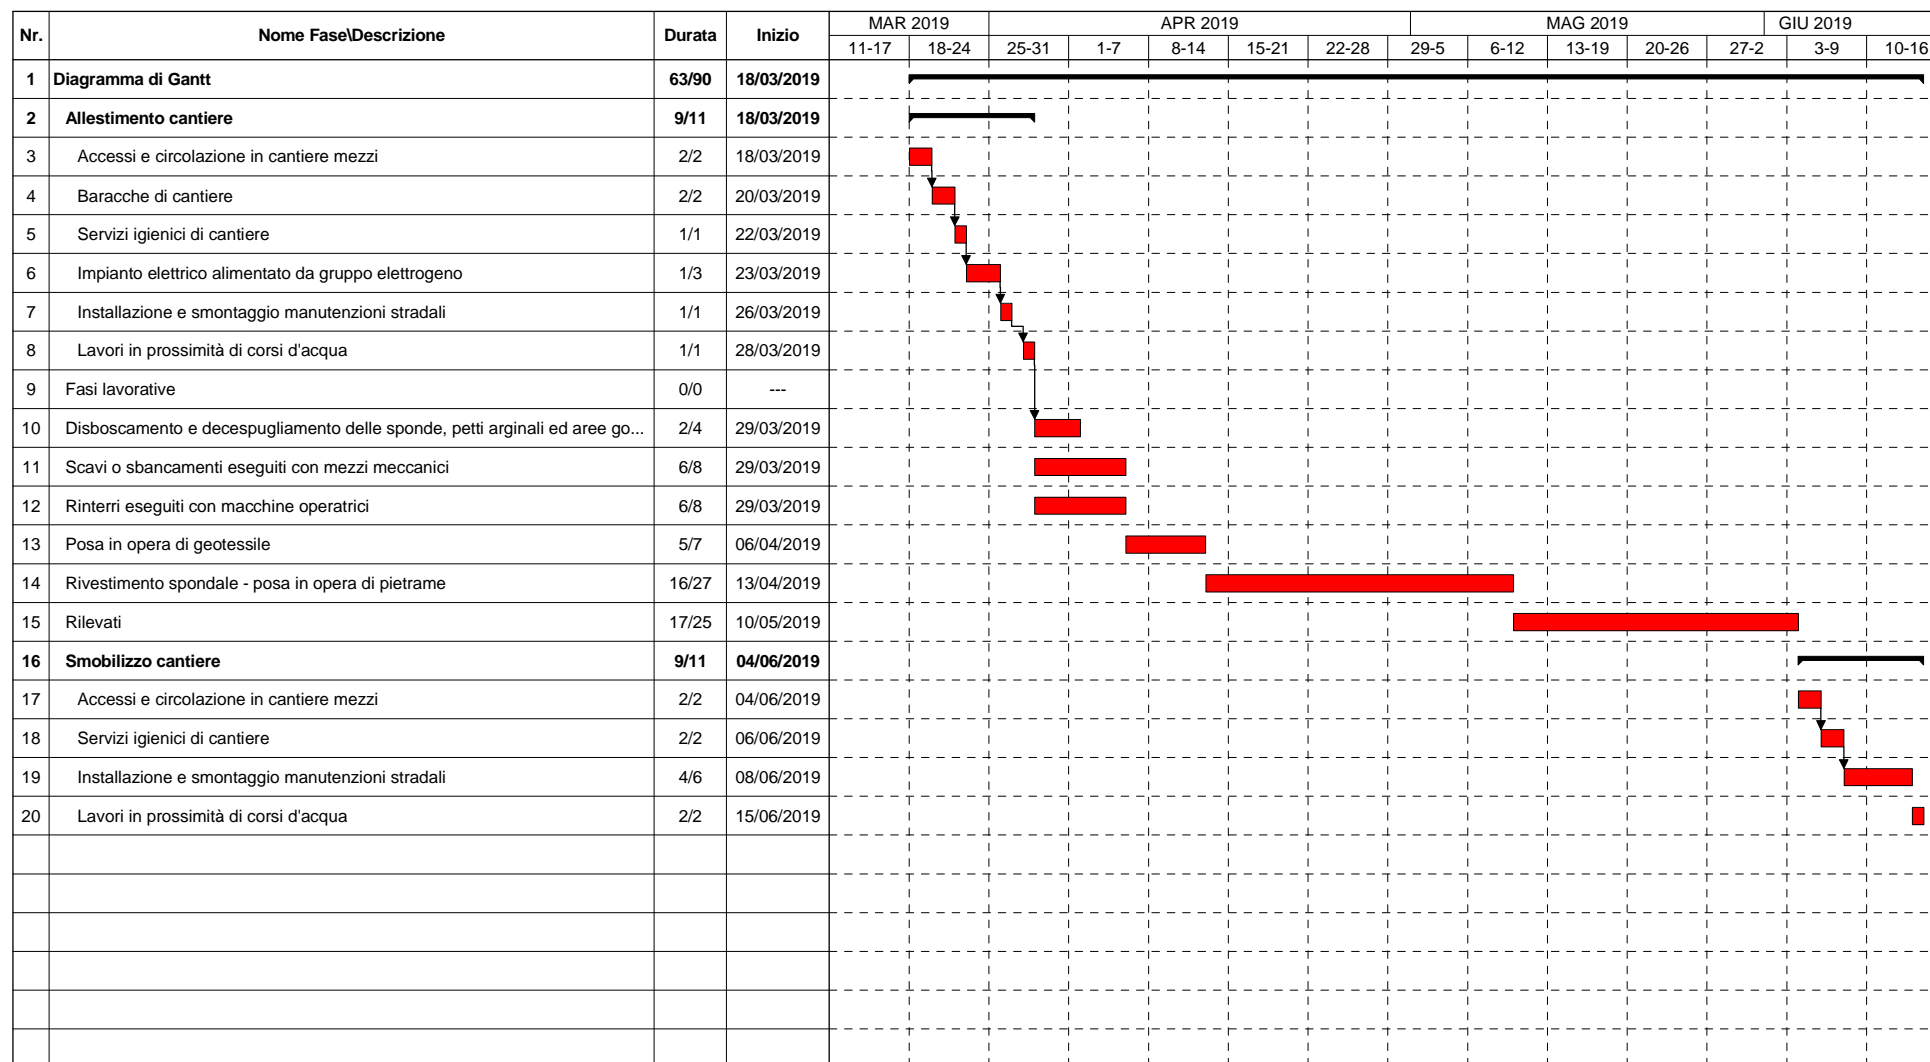 Nr. Nome Fase\Descrizione Durata Inizio MAR 2019 APR 2019 MAG 2019 GIU 2019
11-17 18-24 25-31 1-7 8-14 15-21 22-28 29-5 6-12 13-19 20-26 27-2 3-9 10-16
1 Diagramma di Gantt 63/90 18/03/2019
2 Allestimento cantiere 9/11 18/03/2019
3 Accessi e circolazione in cantiere mezzi 2/2 18/03/2019
4 Baracche di cantiere 2/2 20/03/2019
5 Servizi igienici di cantiere 1/1 22/03/2019
6 Impianto elettrico alimentato da gruppo elettrogeno 1/3 23/03/2019
7 Installazione e smontaggio manutenzioni stradali 1/1 26/03/2019
8 Lavori in prossimità di corsi d'acqua 1/1 28/03/2019
9 Fasi lavorative 0/0 ---
10 Disboscamento e decespugliamento delle sponde, petti arginali ed aree go... 2/4 29/03/2019
11 Scavi o sbancamenti eseguiti con mezzi meccanici 6/8 29/03/2019
12 Rinterri eseguiti con macchine operatrici 6/8 29/03/2019
13 Posa in opera di geotessile 5/7 06/04/2019
14 Rivestimento spondale - posa in opera di pietrame 16/27 13/04/2019
15 Rilevati 17/25 10/05/2019
16 Smobilizzo cantiere 9/11 04/06/2019
17 Accessi e circolazione in cantiere mezzi 2/2 04/06/2019
18 Servizi igienici di cantiere 2/2 06/06/2019
19 Installazione e smontaggio manutenzioni stradali 4/6 08/06/2019
20 Lavori in prossimità di corsi d'acqua 2/2 15/06/2019